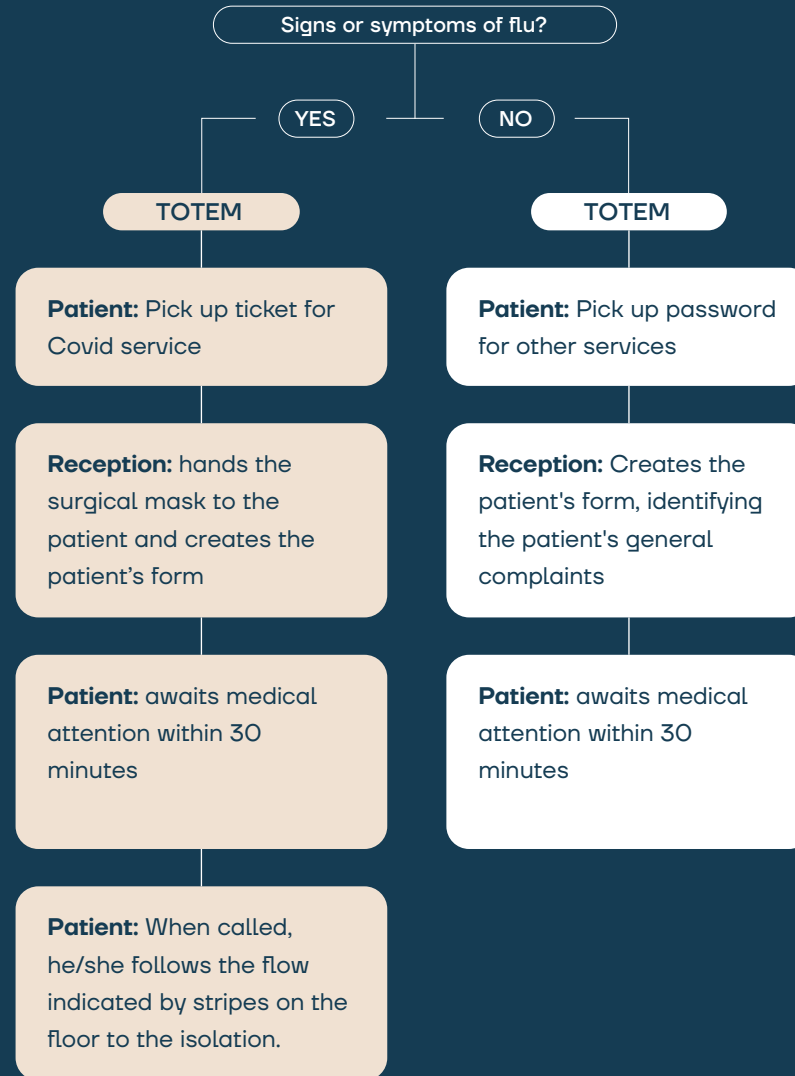 Signs or symptoms of flu?
YES
NO
TOTEM
Patient: Pick up ticket for
Covid service
Reception: hands the
surgical mask to the
patient and creates the
patient’s form
Patient: awaits medical
attention within 30
minutes
Patient: When called,
he/she follows the flow
indicated by stripes on the
floor to the isolation.
TOTEM
Patient: Pick up password
for other services
Reception: Creates the
patient's form, identifying
the patient's general
complaints
Patient: awaits medical
attention within 30
minutes